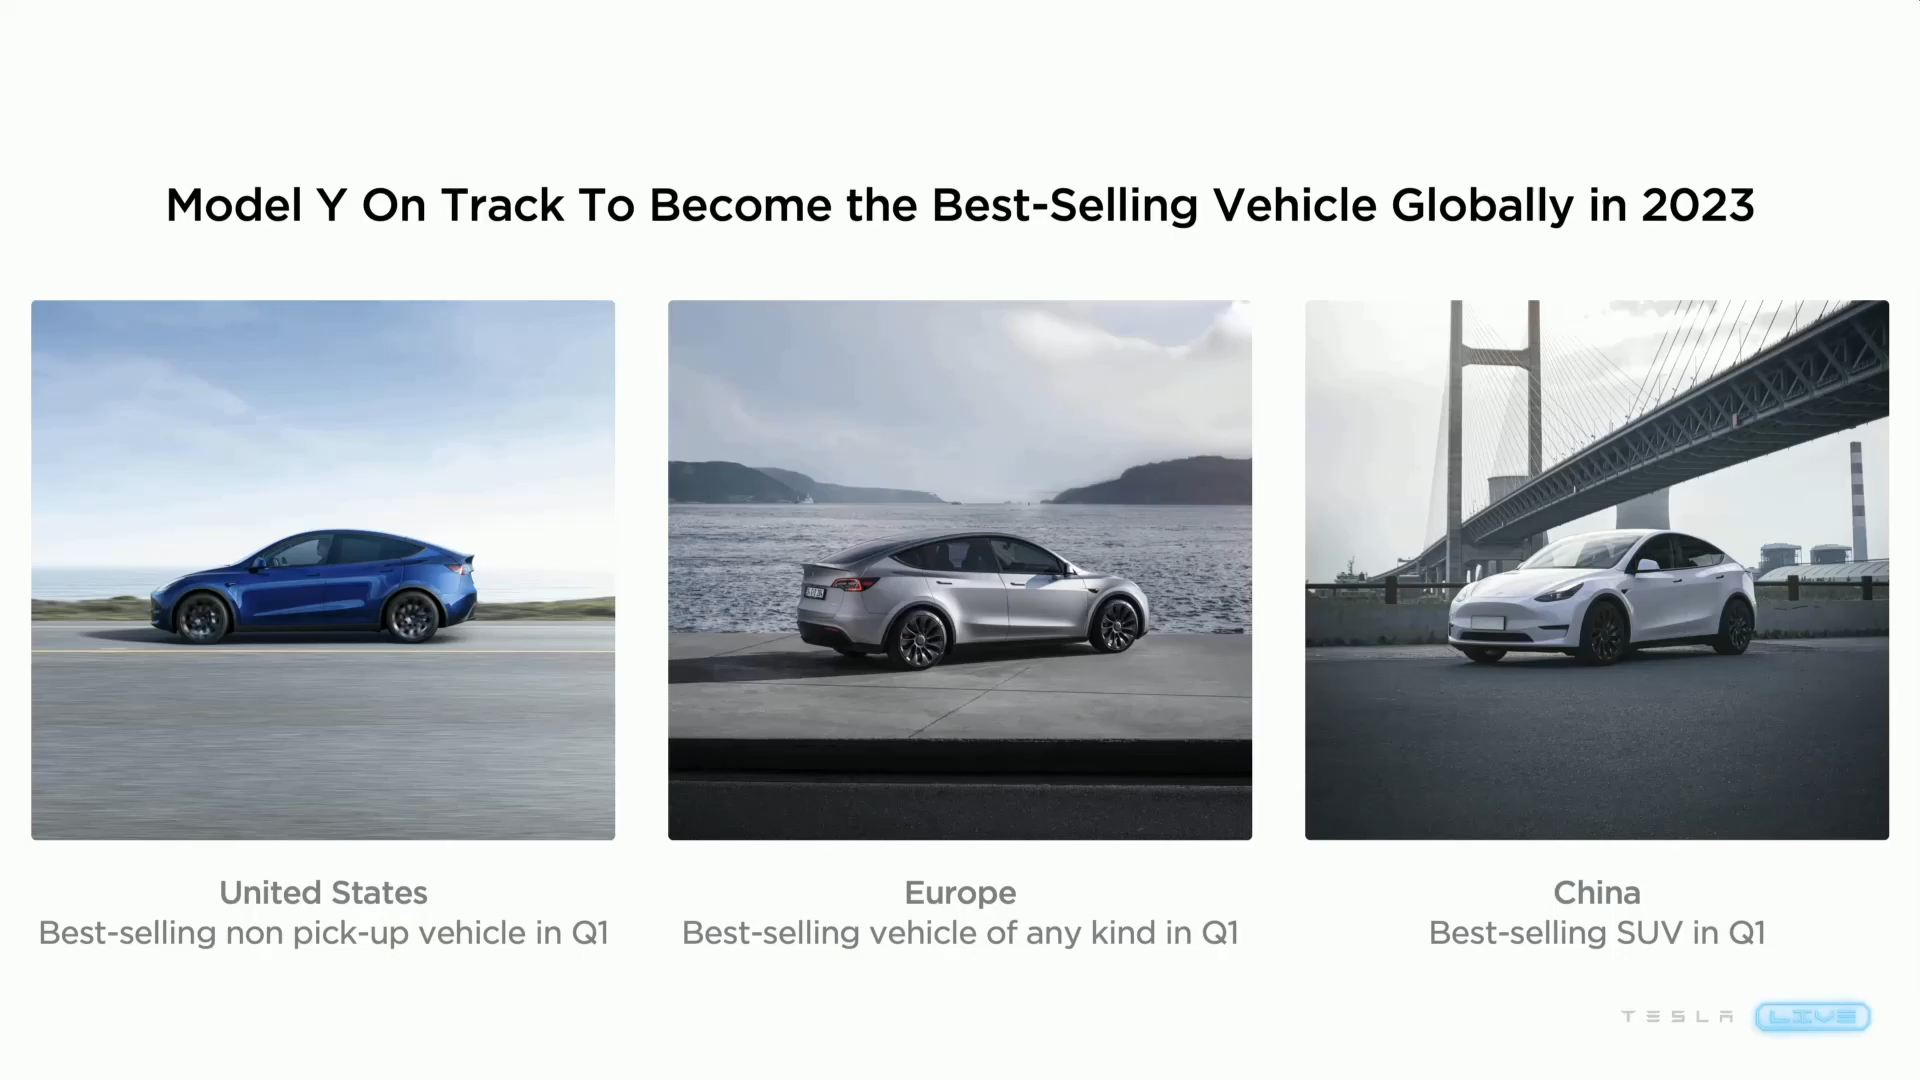 Model Y On Track To Become the Best-Selling Vehicle Globally in 2023
United States
Best-selling non pick-up vehicle in Q1
Europe
Best-selling vehicle of any kind in Q1
China
Best-selling SUV in Q1
TESLA LIVE